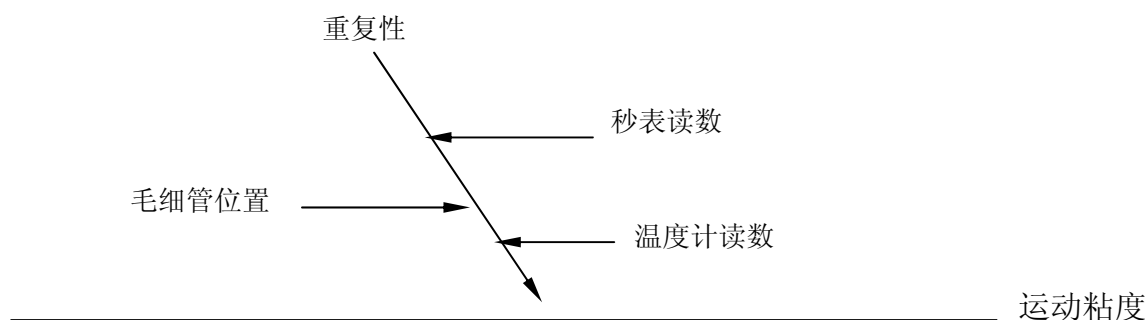 重复性
秒表读数
毛细管位置
温度计读数
运动粘度